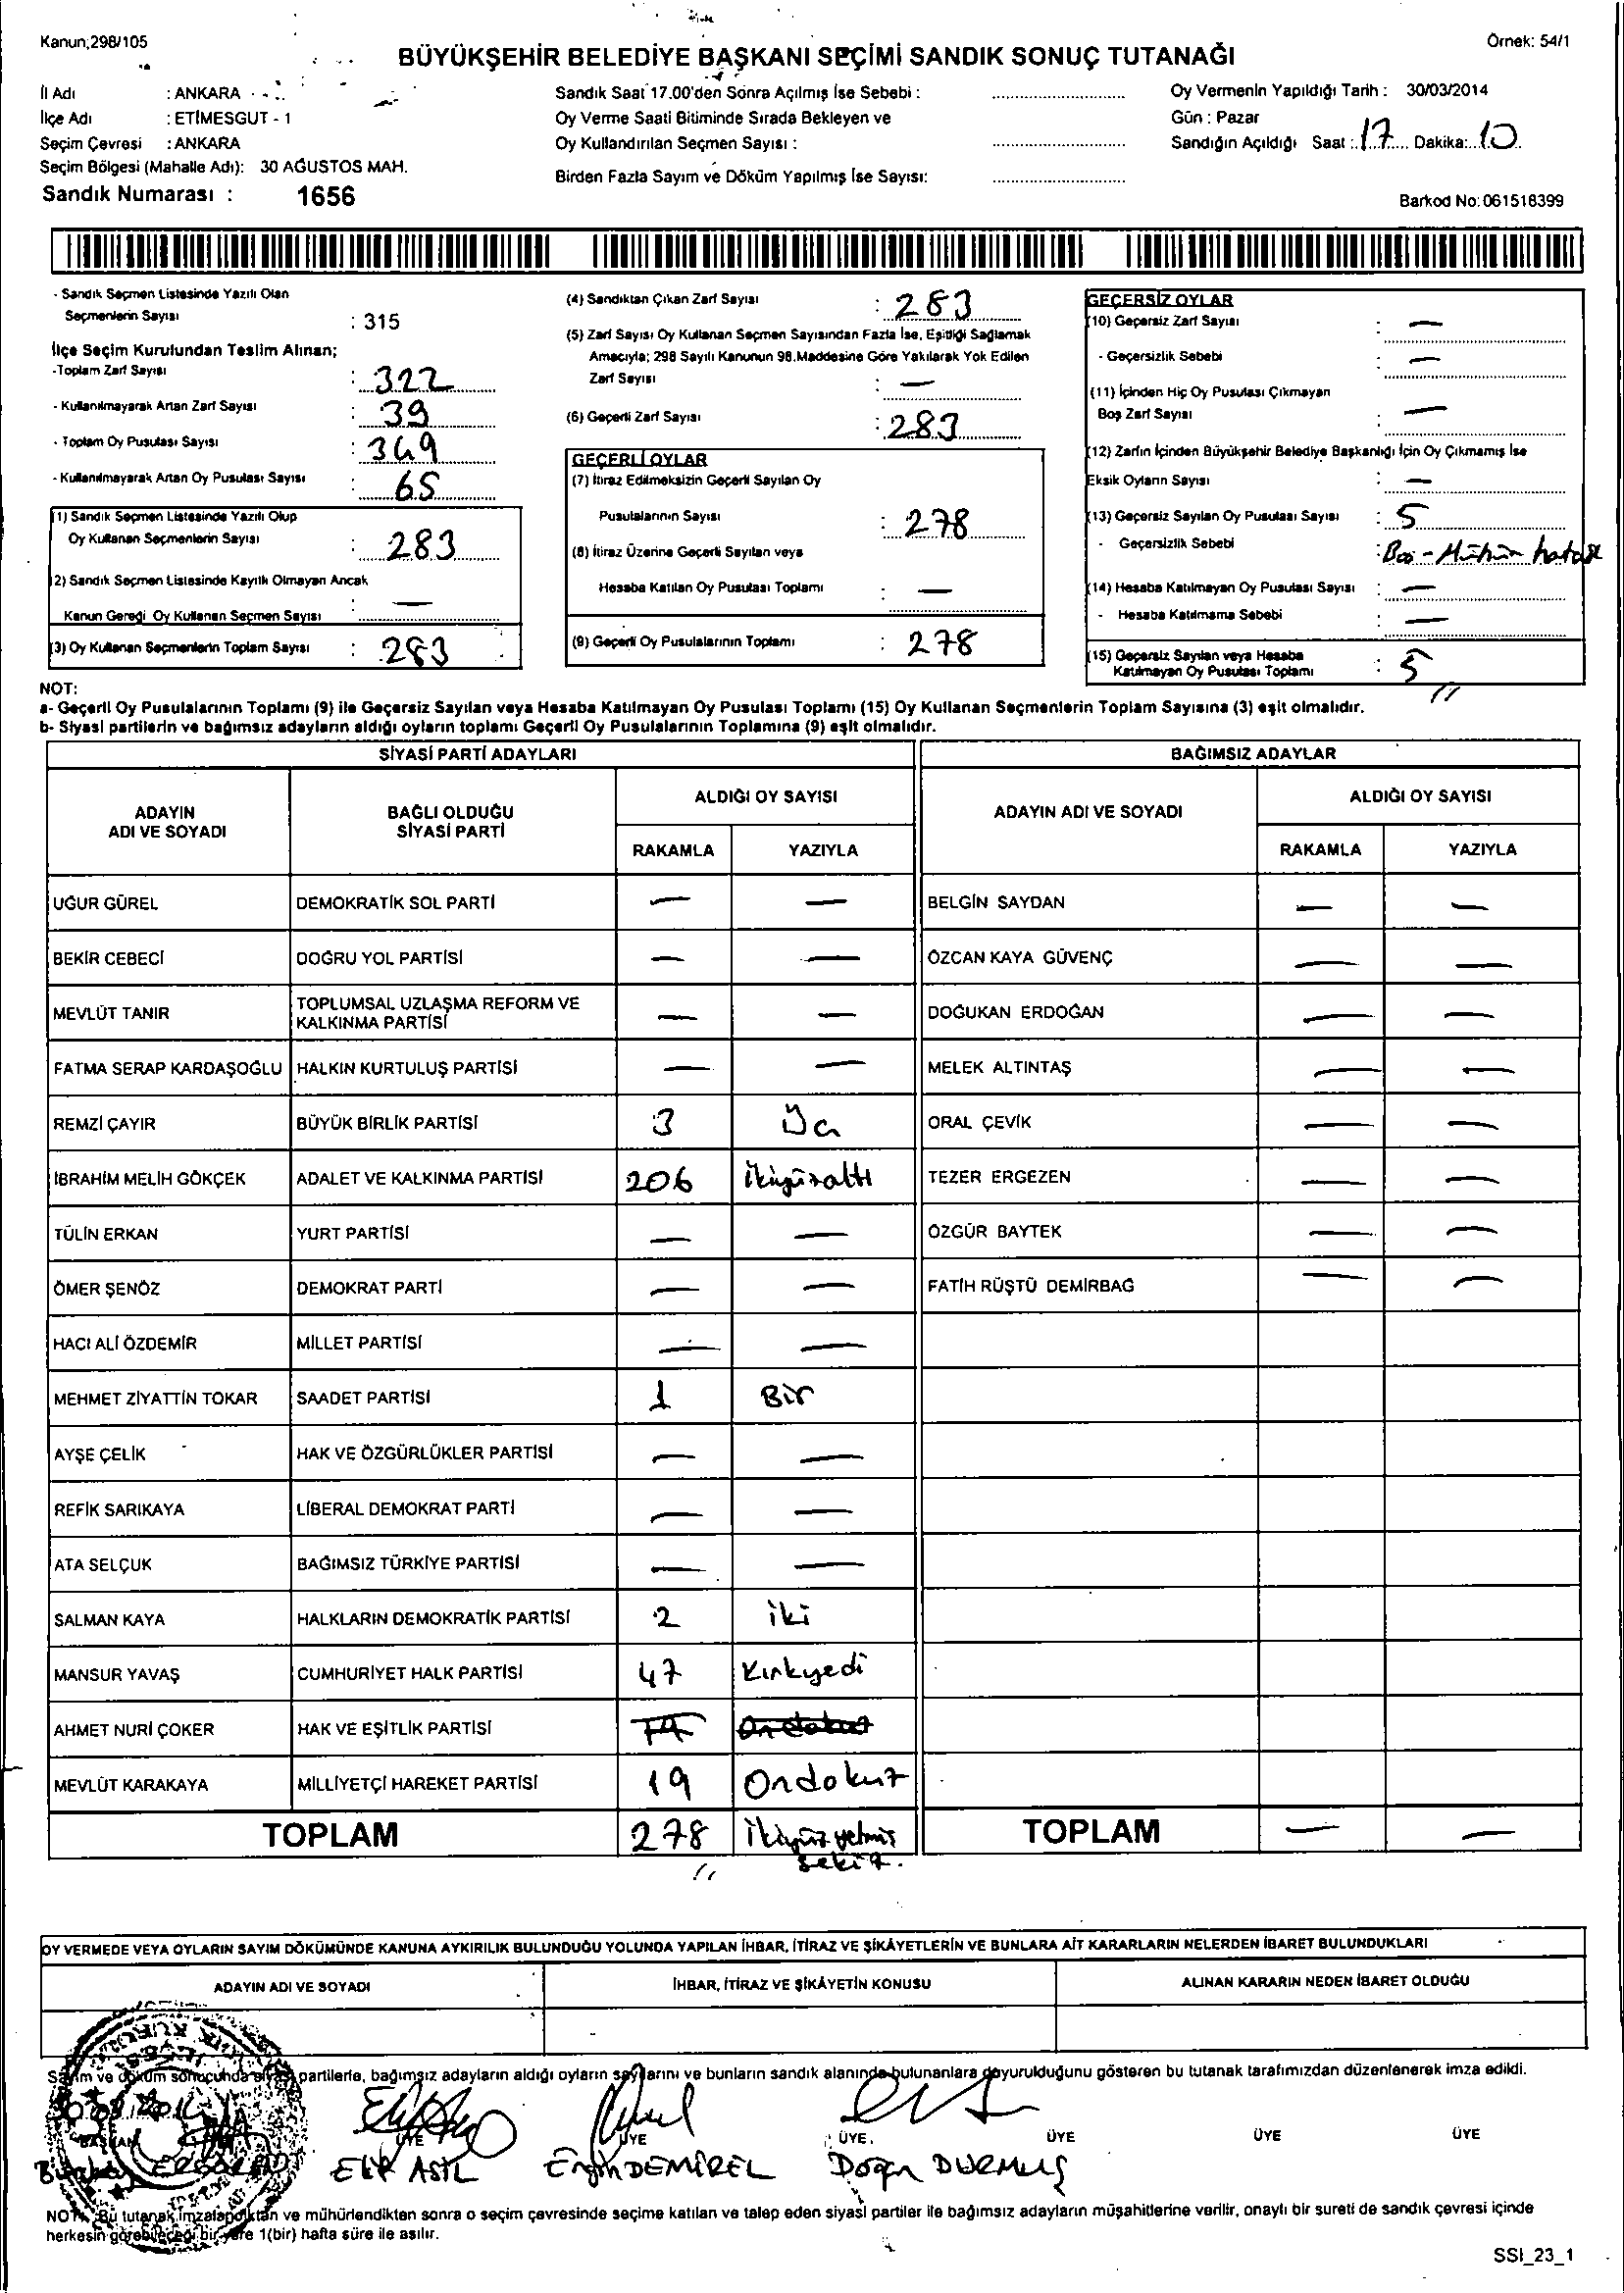 Kanun;298/105
Örnek: 54/1
BÜYÜKŞEHİR BELEDİYE BAŞKANI SEÇİMİ SANDIK SONUÇ TUTANAĞI
İl Adı : ANKARA
İlçe Adı : ETİMESGUT - 1
Seçim Çevresi : ANKARA
Seçim Bölgesi (Mahalle Adı): 30 AĞUSTOS MAH.
Sandık Numarası : 1656
Sandık Saat 17.00'den Sonra Açılmış İse Sebebi :
Oy Verme Saati Bitiminde Sırada Bekleyen ve
Oy Kullandırılan Seçmen Sayısı :
Birden Fazla Sayım ve Döküm Yapılmış İse Sayısı:
Oy Vermenin Yapıldığı Tarih : 30/03/2014
Gün : Pazar
Sandığın Açıldığı Saat : 17 Dakika: 10
Barkod No:061518399
- Sandık Seçmen Listesinde Yazılı Olan
Seçmenlerin Sayısı : 315
İlçe Seçim Kurulundan Teslim Alınan;
-Toplam Zarf Sayısı : 322
- Kullanılmayarak Artan Zarf Sayısı : 39
- Toplam Oy Pusulası Sayısı : 349
- Kullanılmayarak Artan Oy Pusulası Sayısı : 65
(1) Sandık Seçmen Listesinde Yazılı Olup
Oy Kullanan Seçmenlerin Sayısı : 283
(2) Sandık Seçmen Listesinde Kayıtlı Olmayan Ancak
Kanun Gereği Oy Kullanan Seçmen Sayısı : —
(3) Oy Kullanan Seçmenlerin Toplam Sayısı : 283
(4) Sandıktan Çıkan Zarf Sayısı : 283
(5) Zarf Sayısı Oy Kullanan Seçmen Sayısından Fazla İse, Eşitliği Sağlamak
Amacıyla; 298 Sayılı Kanunun 98.Maddesine Göre Yakılarak Yok Edilen
Zarf Sayısı : —
(6) Geçerli Zarf Sayısı : 283
GEÇERLİ OYLAR
(7) İtiraz Edilmeksizin Geçerli Sayılan Oy
Pusulalarının Sayısı : 278
(8) İtiraz Üzerine Geçerli Sayılan veya
Hesaba Katılan Oy Pusulası Toplamı : —
(9) Geçerli Oy Pusulalarının Toplamı : 278
GEÇERSİZ OYLAR
(10) Geçersiz Zarf Sayısı : —
- Geçersizlik Sebebi : —
(11) İçinden Hiç Oy Pusulası Çıkmayan
Boş Zarf Sayısı : —
(12) Zarfın İçinden Büyükşehir Belediye Başkanlığı İçin Oy Çıkmamış İse
Eksik Oyların Sayısı : —
(13) Geçersiz Sayılan Oy Pusulası Sayısı : 5
- Geçersizlik Sebebi : Boş - Mühür hatası
(14) Hesaba Katılmayan Oy Pusulası Sayısı : —
- Hesaba Katılmama Sebebi : —
(15) Geçersiz Sayılan veya Hesaba
Katılmayan Oy Pusulası Toplamı : 5
NOT:
a- Geçerli Oy Pusulalarının Toplamı (9) ile Geçersiz Sayılan veya Hesaba Katılmayan Oy Pusulası Toplamı (15) Oy Kullanan Seçmenlerin Toplam Sayısına (3) eşit olmalıdır.
b- Siyasi partilerin ve bağımsız adayların aldığı oyların toplamı Geçerli Oy Pusulalarının Toplamına (9) eşit olmalıdır.
SİYASİ PARTİ ADAYLARI BAĞIMSIZ ADAYLAR
ADAYIN ADI VE SOYADI
BAĞLI OLDUĞU SİYASİ PARTİ
ALDIĞI OY SAYISI
RAKAMLA YAZIYLA
ADAYIN ADI VE SOYADI
ALDIĞI OY SAYISI
RAKAMLA YAZIYLA
UĞUR GÜREL DEMOKRATİK SOL PARTİ — — BELGİN SAYDAN — —
BEKİR CEBECİ DOĞRU YOL PARTİSİ — — ÖZCAN KAYA GÜVENÇ — —
MEVLÜT TANIR TOPLUMSAL UZLAŞMA REFORM VE KALKINMA PARTİSİ — — DOĞUKAN ERDOĞAN — —
FATMA SERAP KARDAŞOĞLU HALKIN KURTULUŞ PARTİSİ — — MELEK ALTINTAŞ — —
REMZİ ÇAYIR BÜYÜK BİRLİK PARTİSİ 3 Üç ORAL ÇEVİK — —
İBRAHİM MELİH GÖKÇEK ADALET VE KALKINMA PARTİSİ 206 ikiyüzaltı TEZER ERGEZEN — —
TÜLİN ERKAN YURT PARTİSİ — — ÖZGÜR BAYTEK — —
ÖMER ŞENÖZ DEMOKRAT PARTİ — — FATİH RÜŞTÜ DEMİRBAĞ — —
HACI ALİ ÖZDEMİR MİLLET PARTİSİ — —
MEHMET ZİYATTİN TOKAR SAADET PARTİSİ 1 Bir
AYŞE ÇELİK HAK VE ÖZGÜRLÜKLER PARTİSİ — —
REFİK SARIKAYA LİBERAL DEMOKRAT PARTİ — —
ATA SELÇUK BAĞIMSIZ TÜRKİYE PARTİSİ — —
SALMAN KAYA HALKLARIN DEMOKRATİK PARTİSİ 2 iki
MANSUR YAVAŞ CUMHURİYET HALK PARTİSİ 47 Kırkyedi
AHMET NURİ ÇOKER HAK VE EŞİTLİK PARTİSİ 19 Ondokuz
MEVLÜT KARAKAYA MİLLİYETÇİ HAREKET PARTİSİ 19 Ondokuz
TOPLAM 278 ikiyüz yetmiş sekiz. TOPLAM — —
OY VERMEDE VEYA OYLARIN SAYIM DÖKÜMÜNDE KANUNA AYKIRILIK BULUNDUĞU YOLUNDA YAPILAN İHBAR, İTİRAZ VE ŞİKÂYETLERİN VE BUNLARA AİT KARARLARIN NELERDEN İBARET BULUNDUKLARI
ADAYIN ADI VE SOYADI İHBAR, İTİRAZ VE ŞİKÂYETİN KONUSU ALINAN KARARIN NEDEN İBARET OLDUĞU
Sayım ve döküm sonucunda siyasi partilerle, bağımsız adayların aldığı oyların sayılarını ve bunların sandık alanında bulunanlara duyurulduğunu gösteren bu tutanak tarafımızdan düzenlenerek imza edildi.
BAŞKAN ÜYE ÜYE ÜYE ÜYE ÜYE ÜYE
Elif ASIL Engin DEMİREL Doğan DURMUŞ
NOT: Bu tutanak imzalandıktan ve mühürlendikten sonra o seçim çevresinde seçime katılan ve talep eden siyasi partiler ile bağımsız adayların müşahitlerine verilir, onaylı bir sureti de sandık çevresi içinde
herkesin görebileceği bir yere 1(bir) hafta süre ile asılır.
SSI_23_1